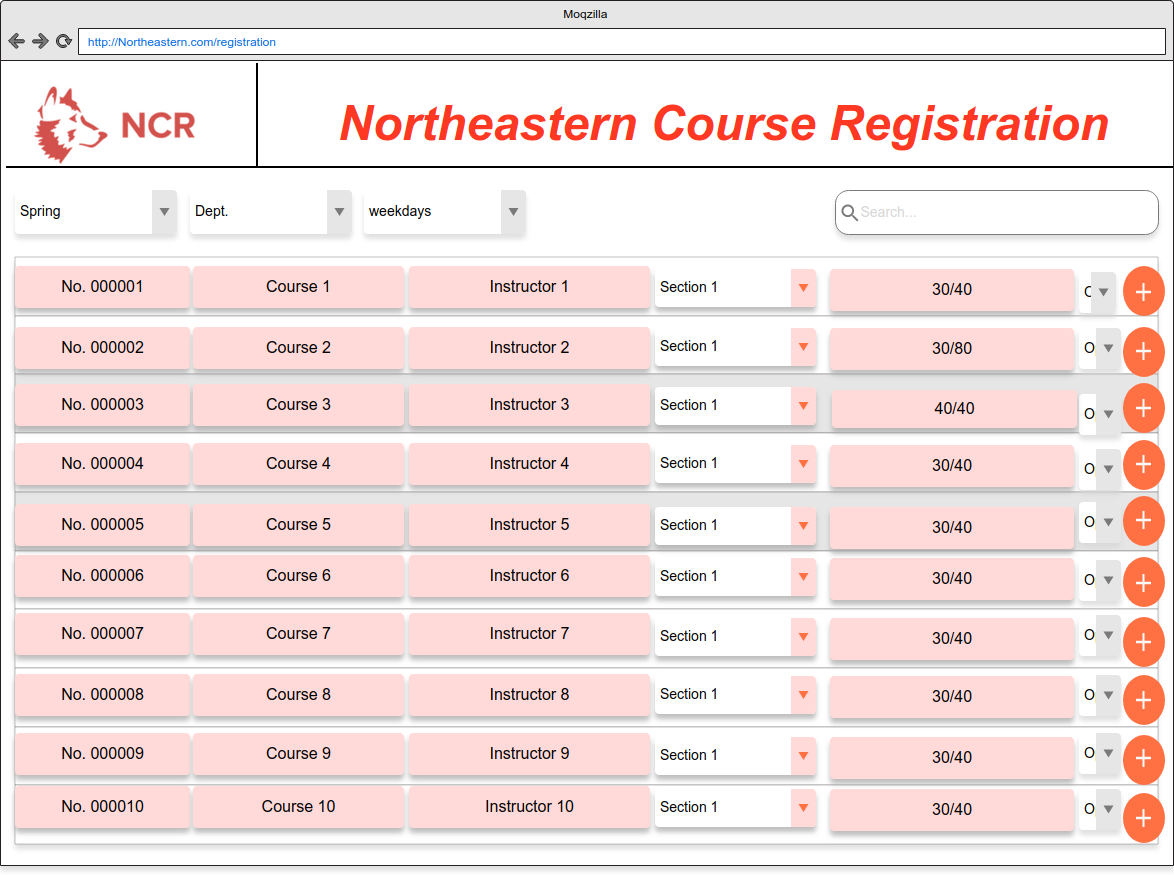 Moqzilla
http://Northeastern.com/registration
NCR
Northeastern Course Registration
Spring Dept. weekdays Search...
No. 000001 Course 1 Instructor 1 Section 1 30/40 +
No. 000002 Course 2 Instructor 2 Section 1 30/80 O +
No. 000003 Course 3 Instructor 3 Section 1 40/40 O +
No. 000004 Course 4 Instructor 4 Section 1 30/40 O +
No. 000005 Course 5 Instructor 5 Section 1 30/40 O +
No. 000006 Course 6 Instructor 6 Section 1 30/40 O +
No. 000007 Course 7 Instructor 7 Section 1 30/40 O +
No. 000008 Course 8 Instructor 8 Section 1 30/40 O +
No. 000009 Course 9 Instructor 9 Section 1 30/40 O +
No. 000010 Course 10 Instructor 10 Section 1 30/40 O +